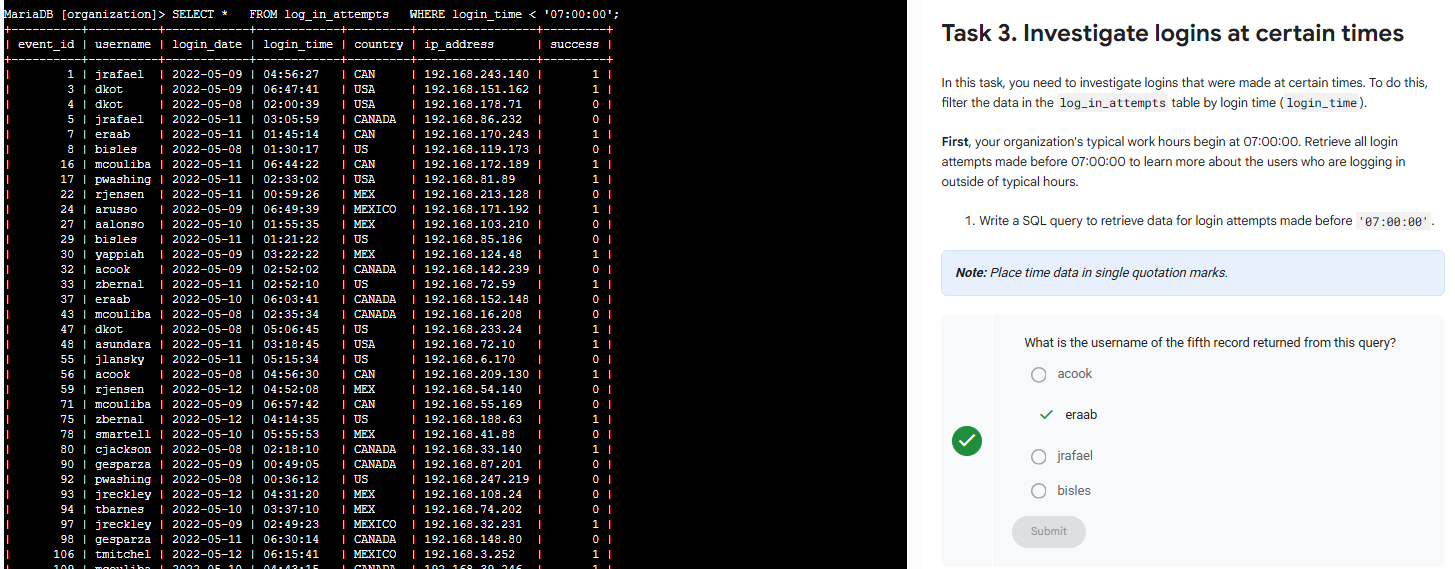 MariaDB [organization]> SELECT *   FROM log_in_attempts   WHERE login_time < '07:00:00';
+----------+----------+------------+------------+---------+-----------------+---------+
| event_id | username | login_date | login_time | country | ip_address      | success |
+----------+----------+------------+------------+---------+-----------------+---------+
|        1 | jrafael  | 2022-05-09 | 04:56:27   | CAN     | 192.168.243.140 |       1 |
|        3 | dkot     | 2022-05-09 | 06:47:41   | USA     | 192.168.151.162 |       1 |
|        4 | dkot     | 2022-05-08 | 02:00:39   | USA     | 192.168.178.71  |       0 |
|        5 | jrafael  | 2022-05-11 | 03:05:59   | CANADA  | 192.168.86.232  |       0 |
|        7 | eraab    | 2022-05-11 | 01:45:14   | CAN     | 192.168.170.243 |       1 |
|        8 | bisles   | 2022-05-08 | 01:30:17   | US      | 192.168.119.173 |       0 |
|       16 | mcouliba | 2022-05-11 | 06:44:22   | CAN     | 192.168.172.189 |       1 |
|       17 | pwashing | 2022-05-11 | 02:33:02   | USA     | 192.168.81.89   |       1 |
|       22 | rjensen  | 2022-05-11 | 00:59:26   | MEX     | 192.168.213.128 |       0 |
|       24 | arusso   | 2022-05-09 | 06:49:39   | MEXICO  | 192.168.171.192 |       1 |
|       27 | aalonso  | 2022-05-10 | 01:55:35   | MEX     | 192.168.103.210 |       0 |
|       29 | bisles   | 2022-05-11 | 01:21:22   | US      | 192.168.85.186  |       0 |
|       30 | yappiah  | 2022-05-09 | 03:22:22   | MEX     | 192.168.124.48  |       1 |
|       32 | acook    | 2022-05-09 | 02:52:02   | CANADA  | 192.168.142.239 |       0 |
|       33 | zbernal  | 2022-05-11 | 02:52:10   | US      | 192.168.72.59   |       1 |
|       37 | eraab    | 2022-05-10 | 06:03:41   | CANADA  | 192.168.152.148 |       0 |
|       43 | mcouliba | 2022-05-08 | 02:35:34   | CANADA  | 192.168.16.208  |       0 |
|       47 | dkot     | 2022-05-08 | 05:06:45   | US      | 192.168.233.24  |       1 |
|       48 | asundara | 2022-05-11 | 03:18:45   | USA     | 192.168.72.10   |       1 |
|       55 | jlansky  | 2022-05-11 | 05:15:34   | US      | 192.168.6.170   |       0 |
|       56 | acook    | 2022-05-08 | 04:56:30   | CAN     | 192.168.209.130 |       1 |
|       59 | rjensen  | 2022-05-12 | 04:52:08   | MEX     | 192.168.54.140  |       0 |
|       71 | mcouliba | 2022-05-09 | 06:57:42   | CAN     | 192.168.55.169  |       0 |
|       75 | zbernal  | 2022-05-12 | 04:14:35   | US      | 192.168.188.63  |       1 |
|       78 | smartell | 2022-05-10 | 05:55:53   | MEX     | 192.168.41.88   |       0 |
|       80 | cjackson | 2022-05-08 | 02:18:10   | CANADA  | 192.168.33.140  |       1 |
|       90 | gesparza | 2022-05-09 | 00:49:05   | CANADA  | 192.168.87.201  |       0 |
|       92 | pwashing | 2022-05-08 | 00:36:12   | US      | 192.168.247.219 |       0 |
|       93 | jreckley | 2022-05-12 | 04:31:20   | MEX     | 192.168.108.24  |       0 |
|       94 | tbarnes  | 2022-05-10 | 03:37:10   | MEX     | 192.168.74.202  |       0 |
|       97 | jreckley | 2022-05-09 | 02:49:23   | MEXICO  | 192.168.32.231  |       1 |
|       98 | gesparza | 2022-05-11 | 06:30:14   | CANADA  | 192.168.148.80  |       0 |
|      106 | tmitchel | 2022-05-12 | 06:15:41   | MEXICO  | 192.168.3.252   |       1 |
|      109 | mcouliba | 2022-05-10 | 04:43:15   | CANADA  | 192.168.39.246  |       1 |
Task 3. Investigate logins at certain times
In this task, you need to investigate logins that were made at certain times. To do this,
filter the data in the log_in_attempts table by login time (login_time).
First, your organization's typical work hours begin at 07:00:00. Retrieve all login
attempts made before 07:00:00 to learn more about the users who are logging in
outside of typical hours.
1. Write a SQL query to retrieve data for login attempts made before '07:00:00'.
Note: Place time data in single quotation marks.
What is the username of the fifth record returned from this query?
acook
eraab
jrafael
bisles
Submit